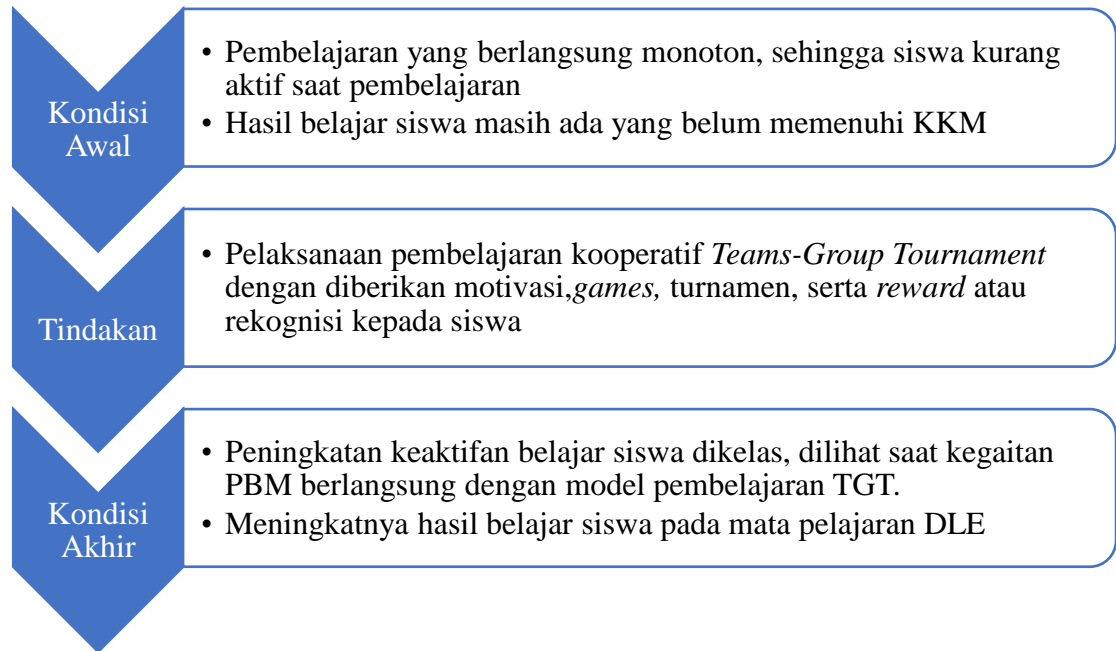 Kondisi
Awal
• Pembelajaran yang berlangsung monoton, sehingga siswa kurang
aktif saat pembelajaran
• Hasil belajar siswa masih ada yang belum memenuhi KKM
Tindakan
• Pelaksanaan pembelajaran kooperatif Teams-Group Tournament
dengan diberikan motivasi,games, turnamen, serta reward atau
rekognisi kepada siswa
Kondisi
Akhir
• Peningkatan keaktifan belajar siswa dikelas, dilihat saat kegaitan
PBM berlangsung dengan model pembelajaran TGT.
• Meningkatnya hasil belajar siswa pada mata pelajaran DLE